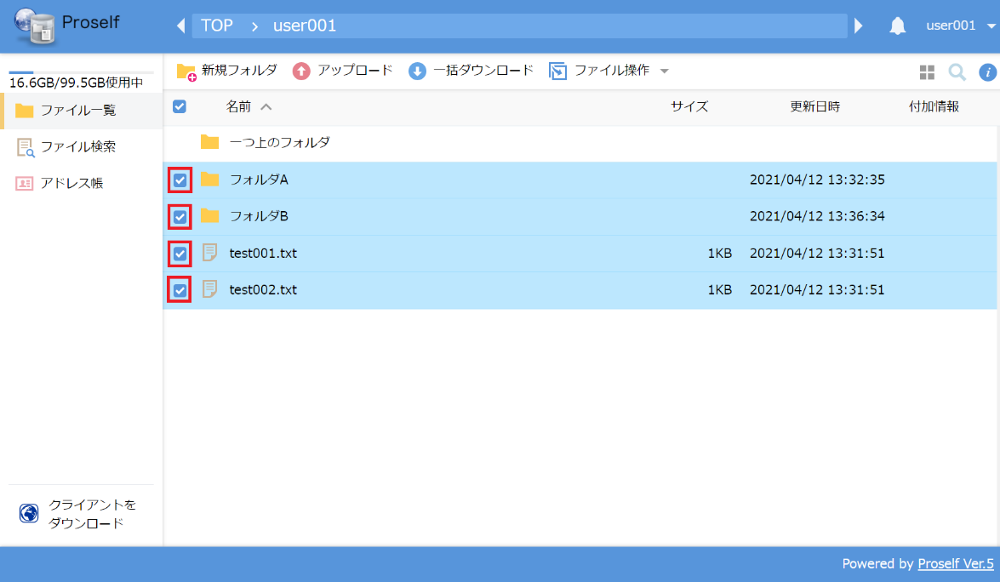 Proself
TOP > user001
user001
16.6GB/99.5GB使用中
ファイル一覧
ファイル検索
アドレス帳
新規フォルダ アップロード 一括ダウンロード ファイル操作
名前 サイズ 更新日時 付加情報
一つ上のフォルダ
フォルダA 2021/04/12 13:32:35
フォルダB 2021/04/12 13:36:34
test001.txt 1KB 2021/04/12 13:31:51
test002.txt 1KB 2021/04/12 13:31:51
クライアントを
ダウンロード
Powered by Proself Ver.5